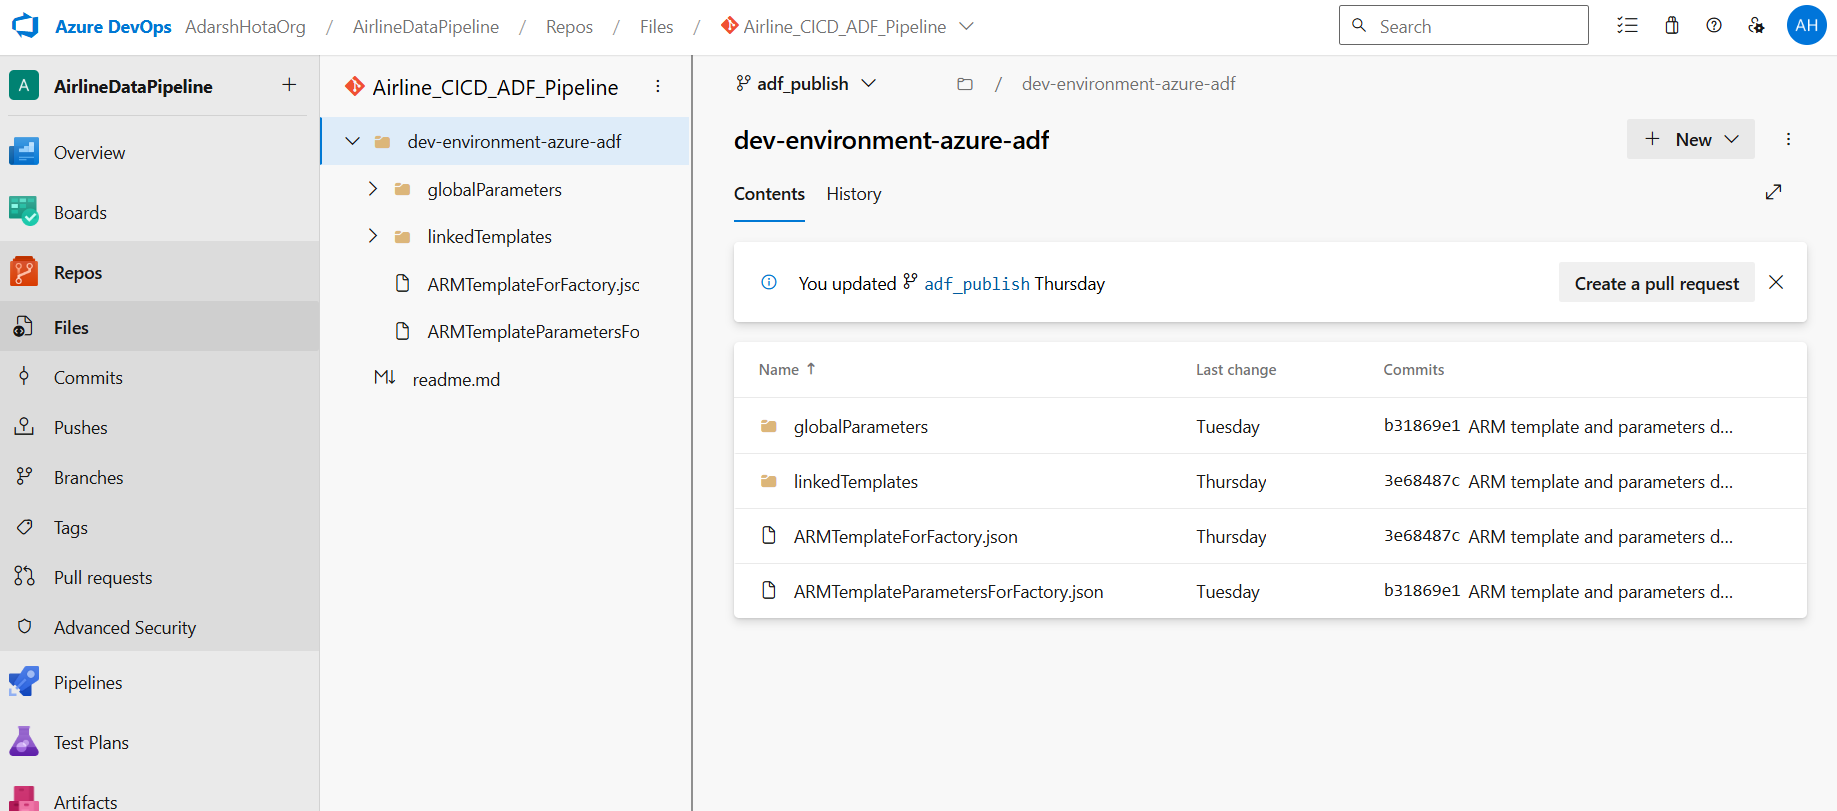 Azure DevOps AdarshHotaOrg / AirlineDataPipeline / Repos / Files / Airline_CICD_ADF_Pipeline Search AH
A AirlineDataPipeline
Overview
Boards
Repos
Files
Commits
Pushes
Branches
Tags
Pull requests
Advanced Security
Pipelines
Test Plans
Artifacts
Airline_CICD_ADF_Pipeline
dev-environment-azure-adf
globalParameters
linkedTemplates
ARMTemplateForFactory.jsc
ARMTemplateParametersFo
M↓ readme.md
adf_publish / dev-environment-azure-adf
dev-environment-azure-adf
New
Contents History
You updated adf_publish Thursday Create a pull request
Name ↑ Last change Commits
globalParameters Tuesday b31869e1 ARM template and parameters d...
linkedTemplates Thursday 3e68487c ARM template and parameters d...
ARMTemplateForFactory.json Thursday 3e68487c ARM template and parameters d...
ARMTemplateParametersForFactory.json Tuesday b31869e1 ARM template and parameters d...